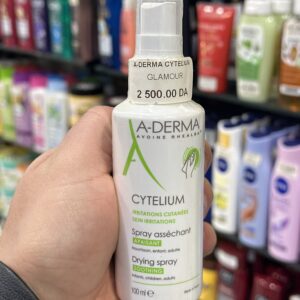 A-DERMA CYTELIUM
GLAMOUR
2 500.00 DA
A-DERMA
AVOINE RHEALBA
CYTELIUM
IRRITATIONS CUTANÉES
SKIN IRRITATIONS
Spray asséchant
APAISANT
Nourrisson, enfant, adulte
Drying spray
SOOTHING
Infants, children, adults
100 ml ℮